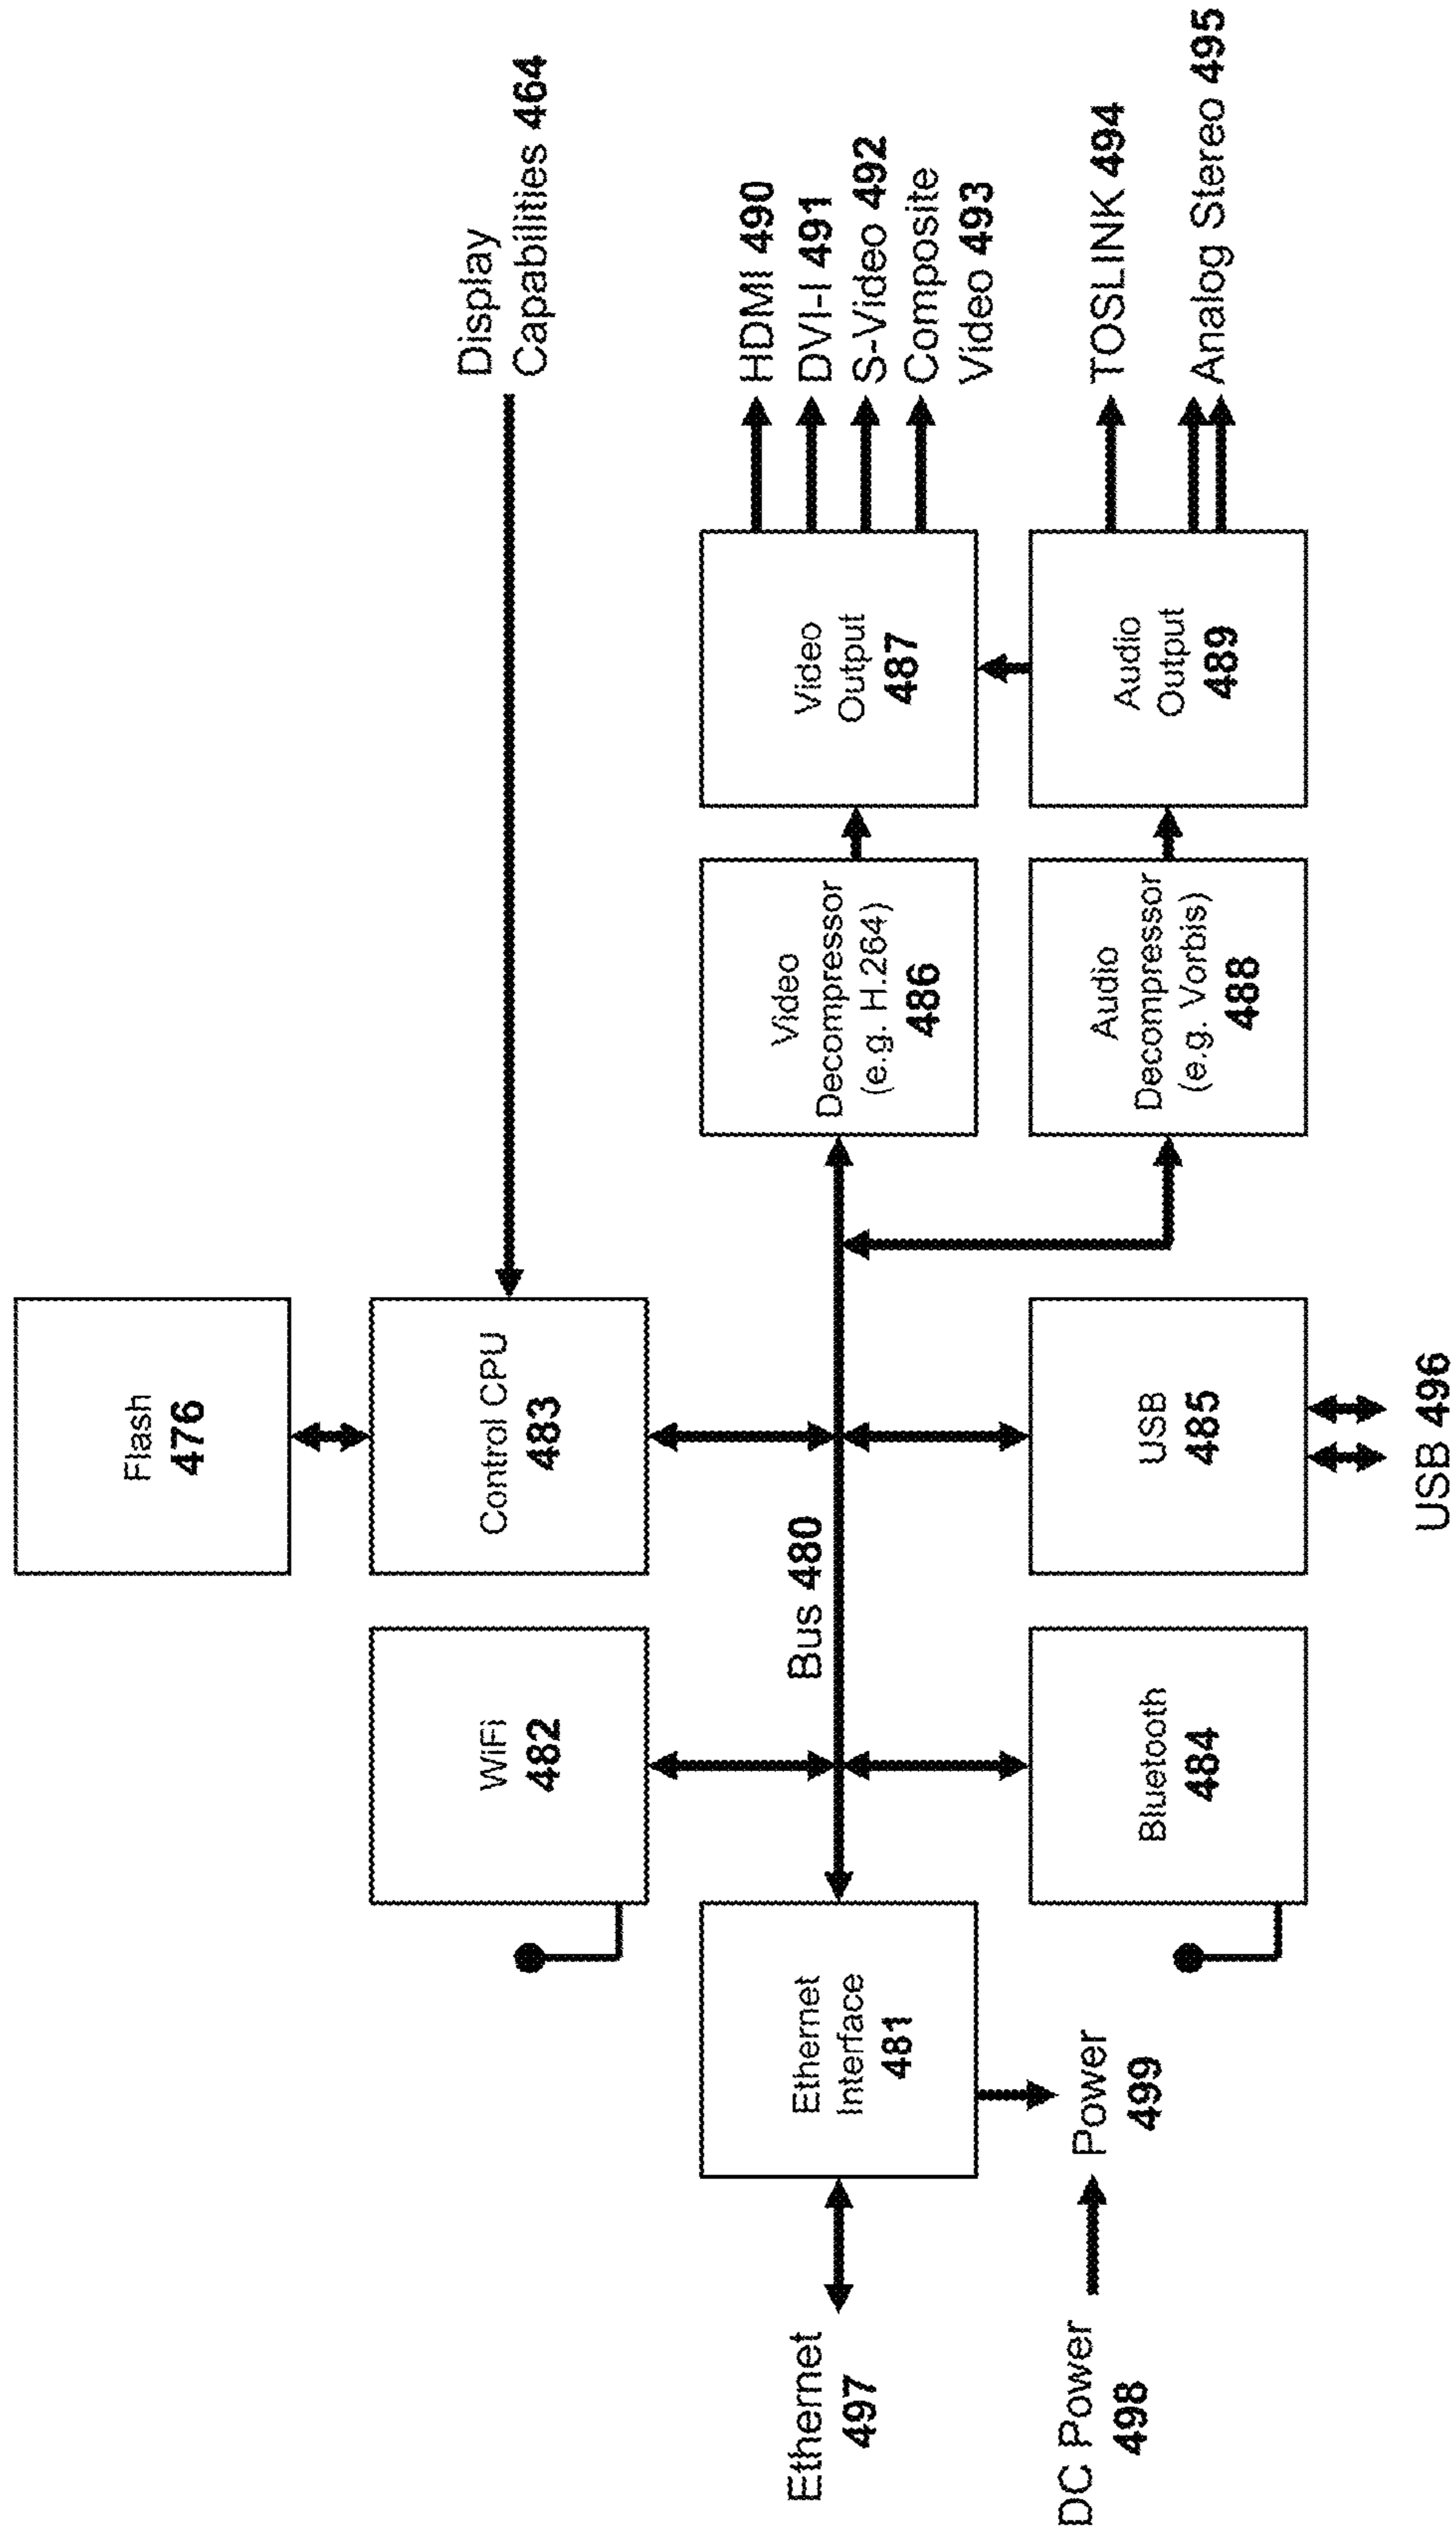 Flash
476
Display
Capabilities 464
WiFi
482
Control CPU
483
Bus 480
Ethernet
497
Ethernet
Interface
481
Video
Decompressor
(e.g. H.264)
486
Video
Output
487
HDMI 490
DVI-I 491
S-Video 492
Composite
Video 493
DC Power
498
Power
499
Bluetooth
484
USB
485
Audio
Decompressor
(e.g. Vorbis)
488
Audio
Output
489
TOSLINK 494
Analog Stereo 495
USB 496